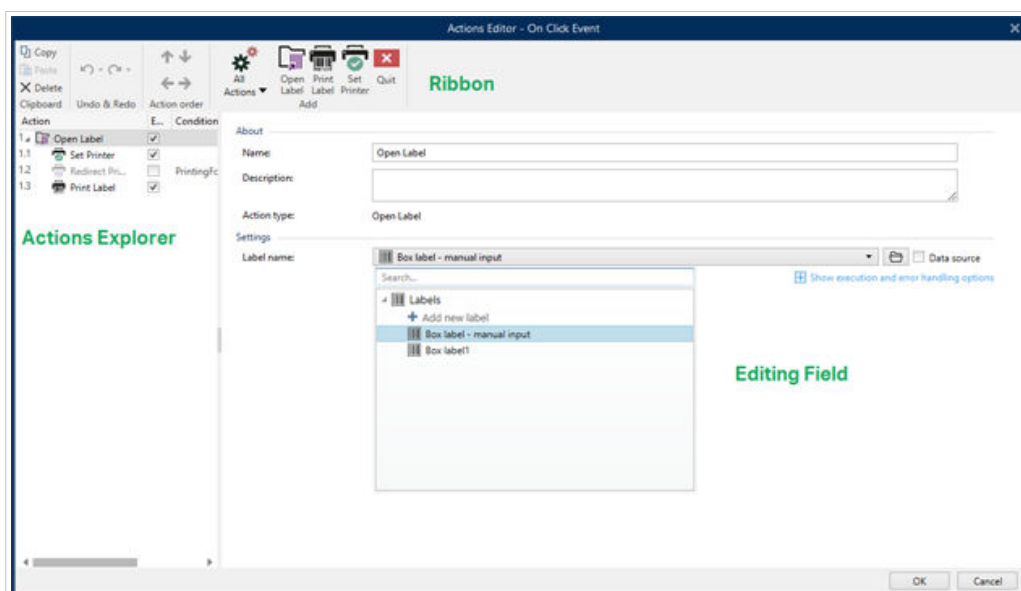 Actions Editor - On Click Event
Copy
Paste
Delete
Clipboard
Undo & Redo
Action order
All Actions
Open Label
Print Label
Set Printer
Quit
Add
Ribbon
Action E... Condition
1 Open Label
1.1 Set Printer
1.2 Redirect Pri... PrintingFc
1.3 Print Label
Actions Explorer
About
Name: Open Label
Description:
Action type: Open Label
Settings
Label name: Box label - manual input Data source
Search...
Show execution and error handling options
Labels
Add new label
Box label - manual input
Box label1
Editing Field
OK Cancel